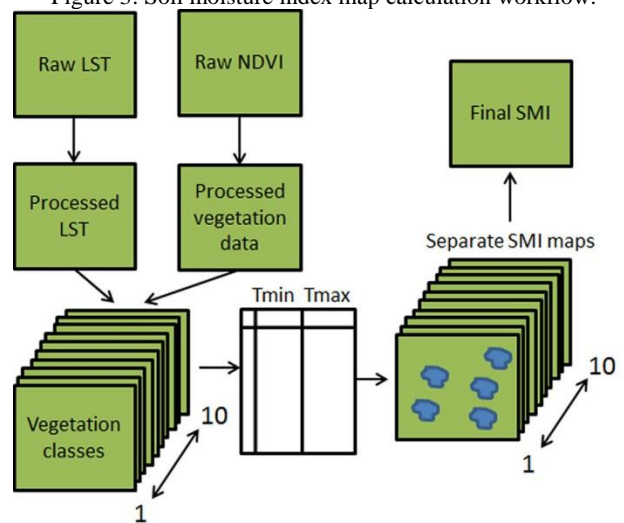 Figure 3: Soil moisture index map calculation workflow.
Raw LST
Raw NDVI
Final SMI
Processed
LST
Processed
vegetation
data
Separate SMI maps
Tmin Tmax
Vegetation
classes
10
1
10
1